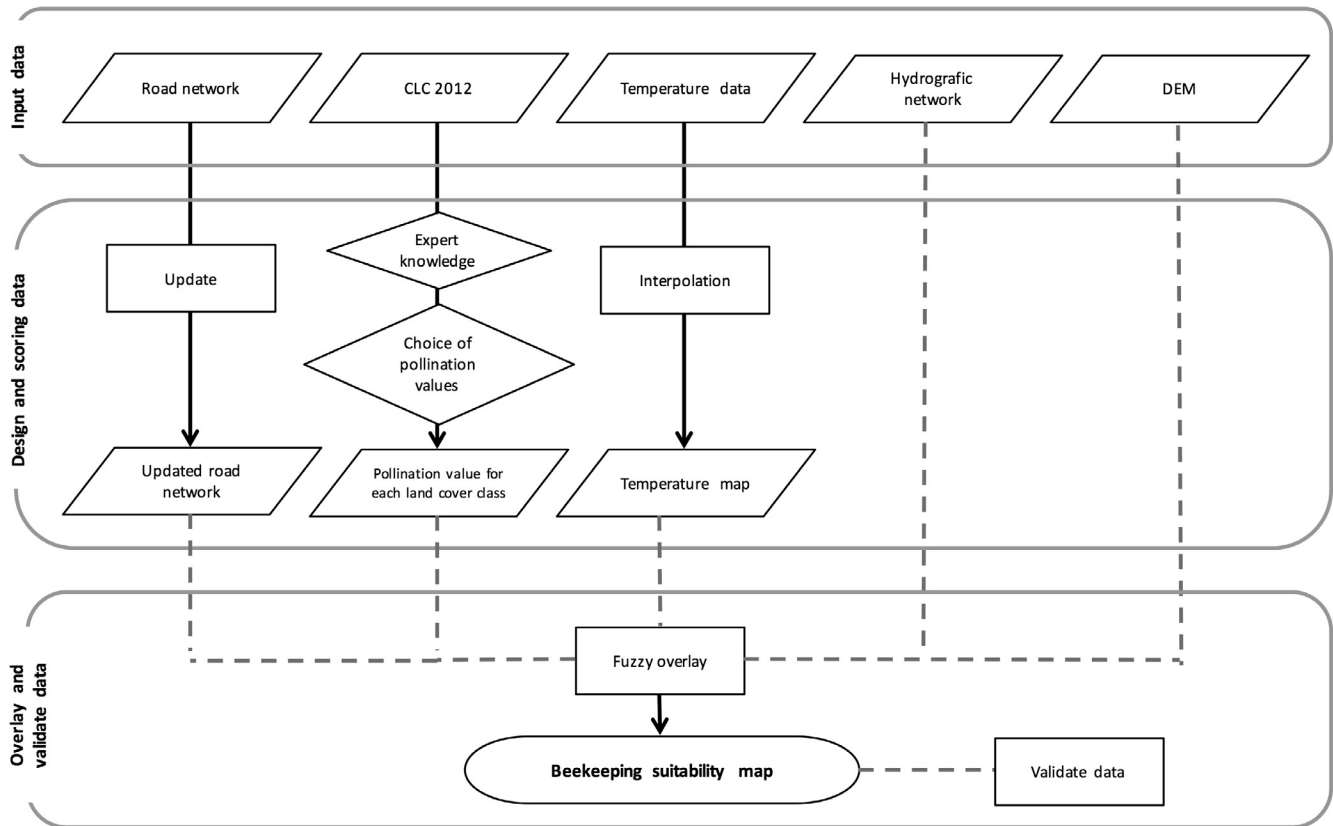 Input data
Road network
CLC 2012
Temperature data
Hydrografic
network
DEM
Design and scoring data
Update
Expert
knowledge
Interpolation
Choice of
pollination
values
Updated road
network
Pollination value for
each land cover class
Temperature map
Overlay and
validate data
Fuzzy overlay
Beekeeping suitability map
Validate data